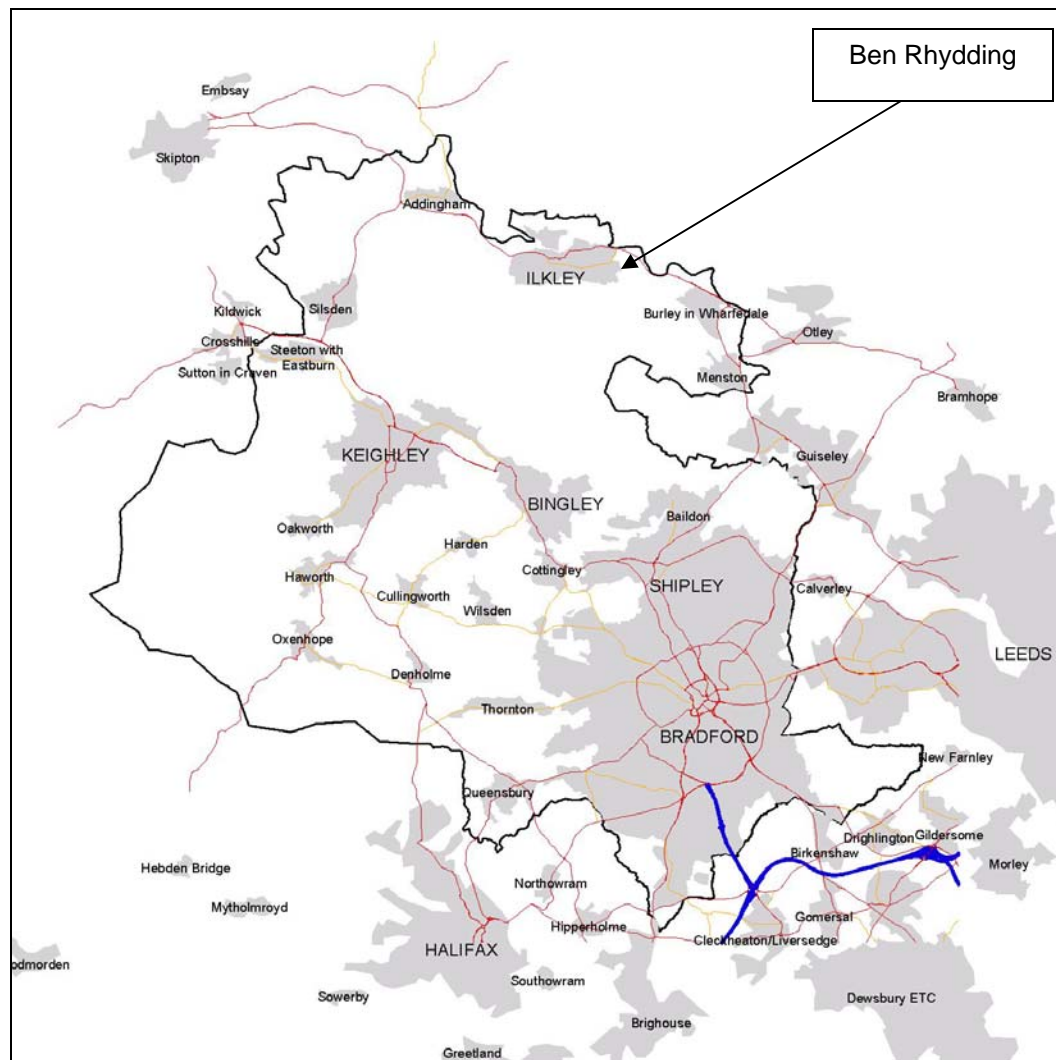 Ben Rhydding
Embsay
Skipton
Addingham
ILKLEY
Silsden
Kildwick
Burley in Wharfedale
Otley
Crosshills
Steeton with
Eastburn
Sutton in Craven
Menston
Bramhope
KEIGHLEY
Guiseley
BINGLEY
Baildon
Oakworth
Harden
Cottingley
Haworth
SHIPLEY
Calverley
Cullingworth
Wilsden
Oxenhope
LEEDS
Denholme
Thornton
BRADFORD
New Farnley
Queensbury
Drighlington
Gildersome
Birkenshaw
Morley
Hebden Bridge
Northowram
Mytholmroyd
Gomersal
Hipperholme
HALIFAX
Cleckheaton/Liversedge
odmorden
Southowram
Sowerby
Dewsbury ETC
Brighouse
Greetland